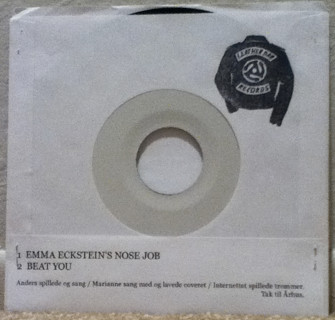 LEATHERBAR
RECORDS
1 EMMA ECKSTEIN'S NOSE JOB
2 BEAT YOU
Anders spillede og sang / Marianne sang med og lavede coveret / Internettet spillede trommer.
Tak til Århus.